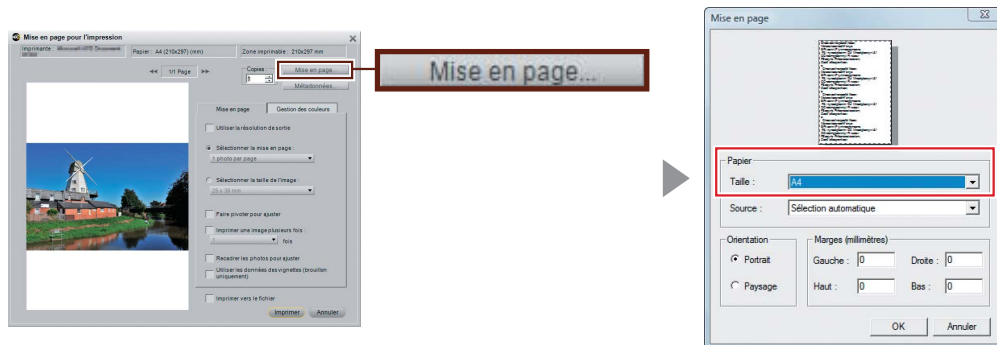 Mise en page pour l'impression
Imprimante :
Papier : A4 (210x297) (mm)
Zone imprimable : 210x297 mm
1/1 Page
Copies :
Mise en page...
Métadonnées...
Mise en page
Gestion des couleurs
Utiliser la résolution de sortie
Sélectionner la mise en page :
1 photo par page
Sélectionner la taille de l'image :
25 x 38 mm
Faire pivoter pour ajuster
Imprimer une image plusieurs fois :
1
fois
Recadrer les photos pour ajuster
Utiliser les données des vignettes (brouillon
uniquement)
Imprimer vers le fichier
Imprimer
Annuler
Mise en page...
Mise en page
Papier
Taille :
A4
Source :
Sélection automatique
Orientation
Portrait
Paysage
Marges (millimètres)
Gauche : 0
Droite : 0
Haut : 0
Bas : 0
OK
Annuler